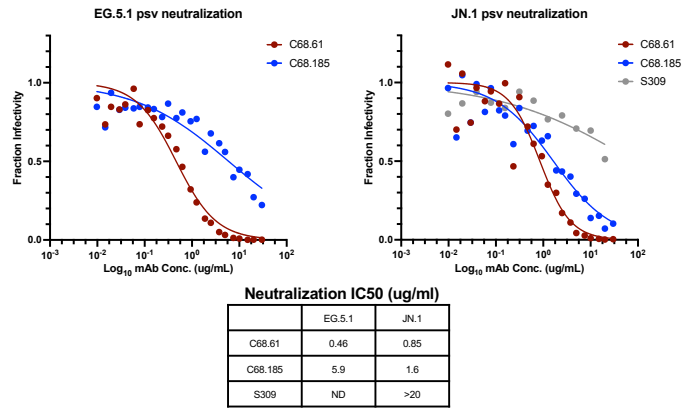 EG.5.1 psv neutralization
C68.61
C68.185
Fraction Infectivity
1.0
0.5
0.0
10-3 10-2 10-1 100 101 102
Log10 mAb Conc. (ug/mL)
JN.1 psv neutralization
C68.61
C68.185
S309
Fraction Infectivity
1.0
0.5
0.0
10-3 10-2 10-1 100 101 102
Log10 mAb Conc. (ug/mL)
Neutralization IC50 (ug/ml)
EG.5.1 JN.1
C68.61 0.46 0.85
C68.185 5.9 1.6
S309 ND >20